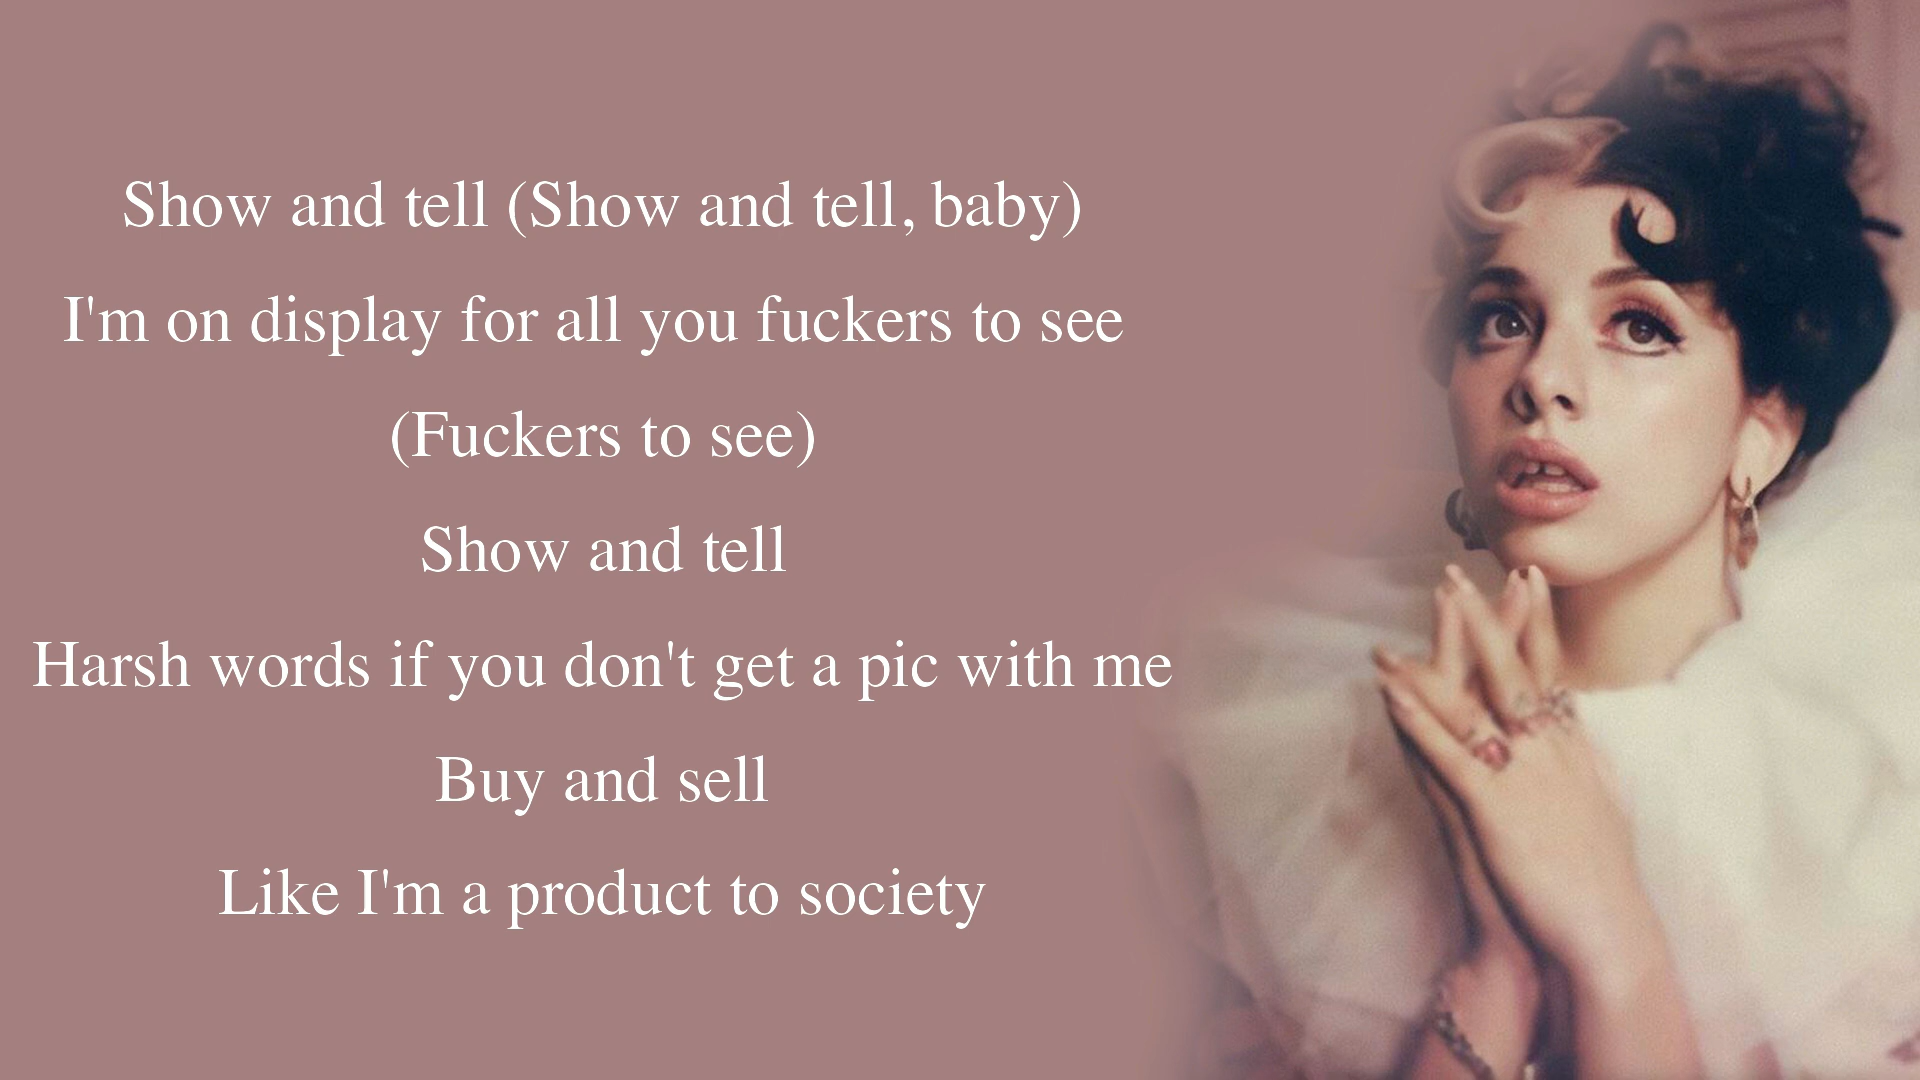 Show and tell (Show and tell, baby)
I'm on display for all you fuckers to see
(Fuckers to see)
Show and tell
Harsh words if you don't get a pic with me
Buy and sell
Like I'm a product to society